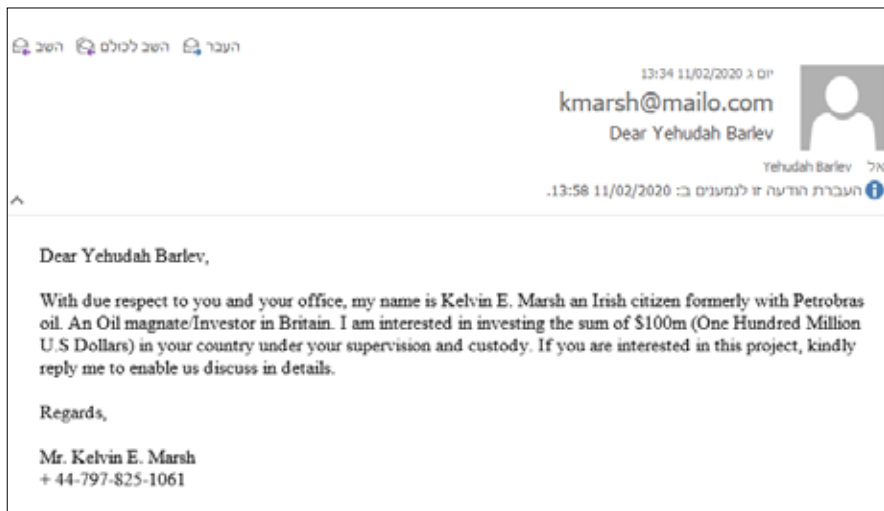 השב השב לכולם העבר
יום ג 11/02/2020 13:34
kmarsh@mailo.com
Dear Yehudah Barlev
אל Yehudah Barlev
העברת הודעה זו לנמענים ב: 11/02/2020 13:58.
Dear Yehudah Barlev,
With due respect to you and your office, my name is Kelvin E. Marsh an Irish citizen formerly with Petrobras
oil. An Oil magnate/Investor in Britain. I am interested in investing the sum of $100m (One Hundred Million
U.S Dollars) in your country under your supervision and custody. If you are interested in this project, kindly
reply me to enable us discuss in details.
Regards,
Mr. Kelvin E. Marsh
+ 44-797-825-1061